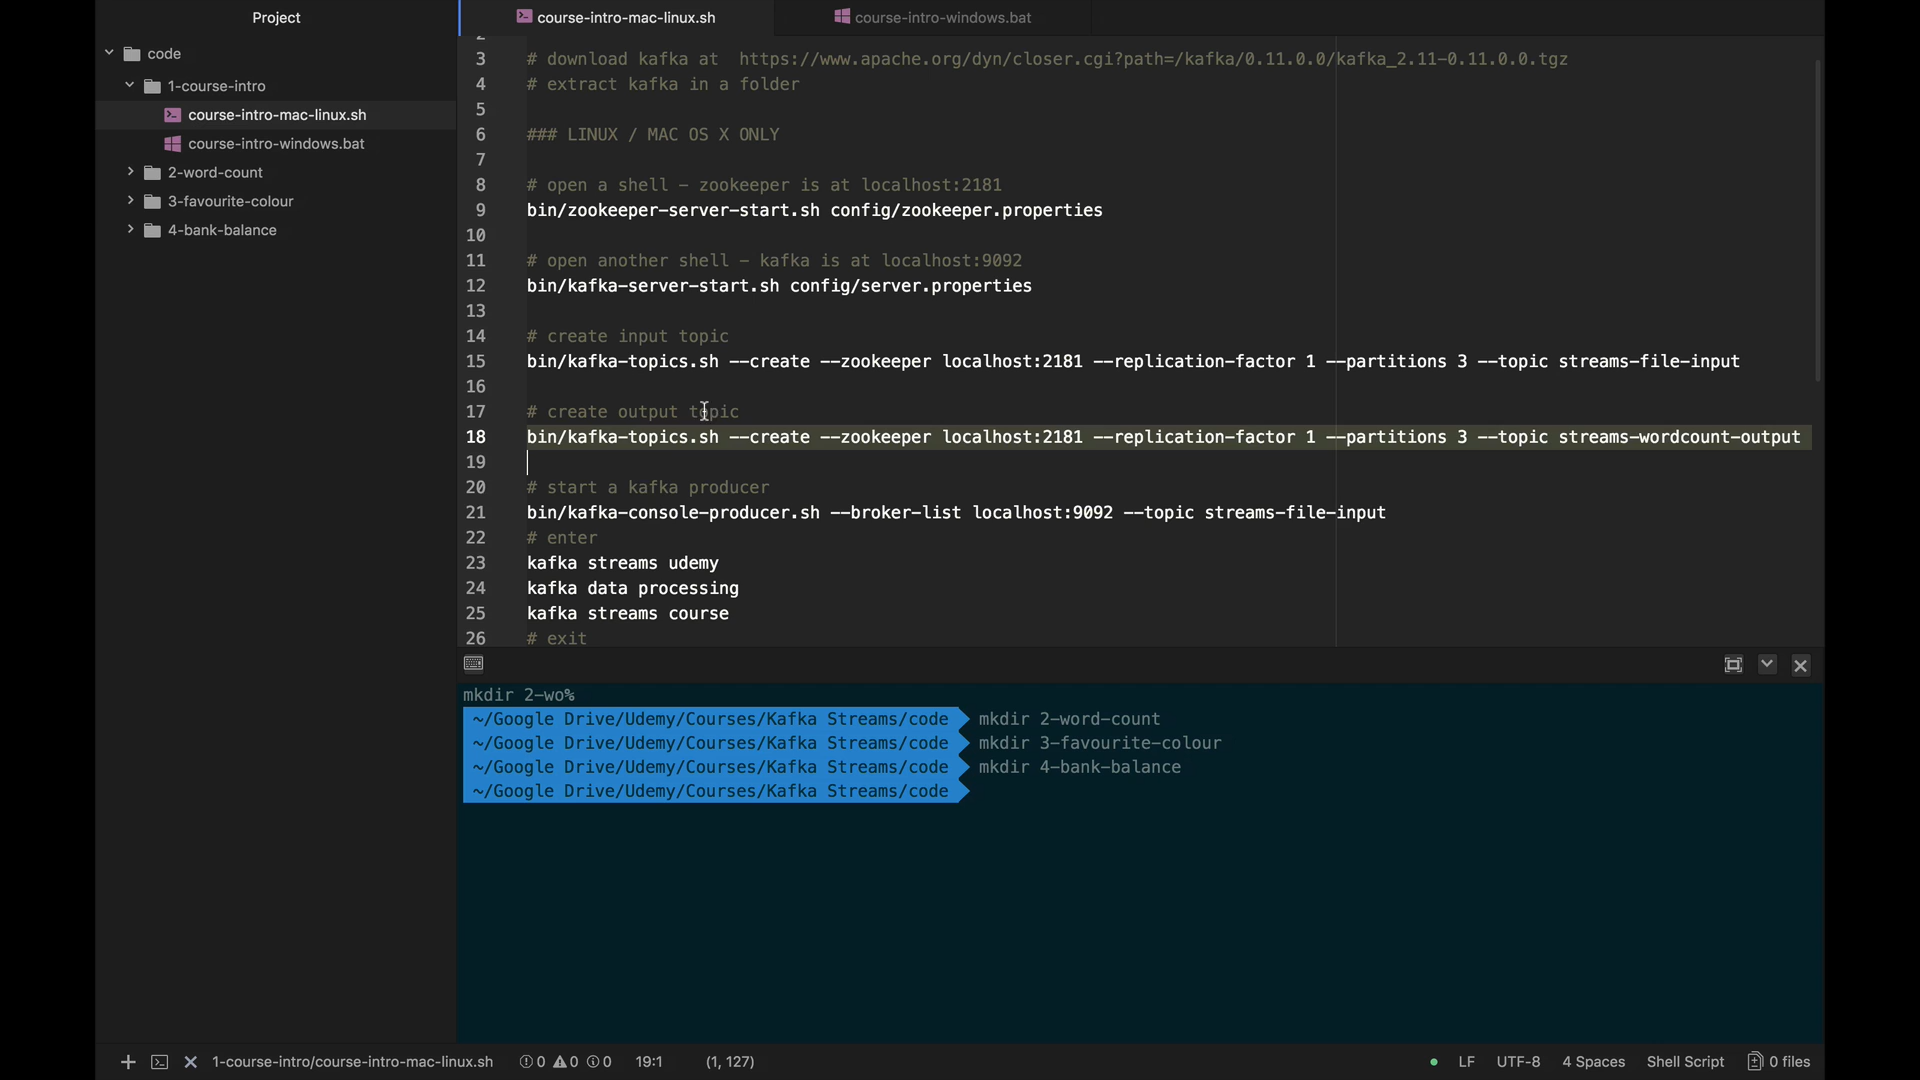 Project
code
1-course-intro
course-intro-mac-linux.sh
course-intro-windows.bat
2-word-count
3-favourite-colour
4-bank-balance
course-intro-mac-linux.sh
course-intro-windows.bat
3 # download kafka at  https://www.apache.org/dyn/closer.cgi?path=/kafka/0.11.0.0/kafka_2.11-0.11.0.0.tgz
4 # extract kafka in a folder
5
6 ### LINUX / MAC OS X ONLY
7
8 # open a shell - zookeeper is at localhost:2181
9 bin/zookeeper-server-start.sh config/zookeeper.properties
10
11 # open another shell - kafka is at localhost:9092
12 bin/kafka-server-start.sh config/server.properties
13
14 # create input topic
15 bin/kafka-topics.sh --create --zookeeper localhost:2181 --replication-factor 1 --partitions 3 --topic streams-file-input
16
17 # create output topic
18 bin/kafka-topics.sh --create --zookeeper localhost:2181 --replication-factor 1 --partitions 3 --topic streams-wordcount-output
19
20 # start a kafka producer
21 bin/kafka-console-producer.sh --broker-list localhost:9092 --topic streams-file-input
22 # enter
23 kafka streams udemy
24 kafka data processing
25 kafka streams course
26 # exit
mkdir 2-wo%
~/Google Drive/Udemy/Courses/Kafka Streams/code mkdir 2-word-count
~/Google Drive/Udemy/Courses/Kafka Streams/code mkdir 3-favourite-colour
~/Google Drive/Udemy/Courses/Kafka Streams/code mkdir 4-bank-balance
~/Google Drive/Udemy/Courses/Kafka Streams/code
1-course-intro/course-intro-mac-linux.sh 0 0 0 19:1 (1, 127) LF UTF-8 4 Spaces Shell Script 0 files